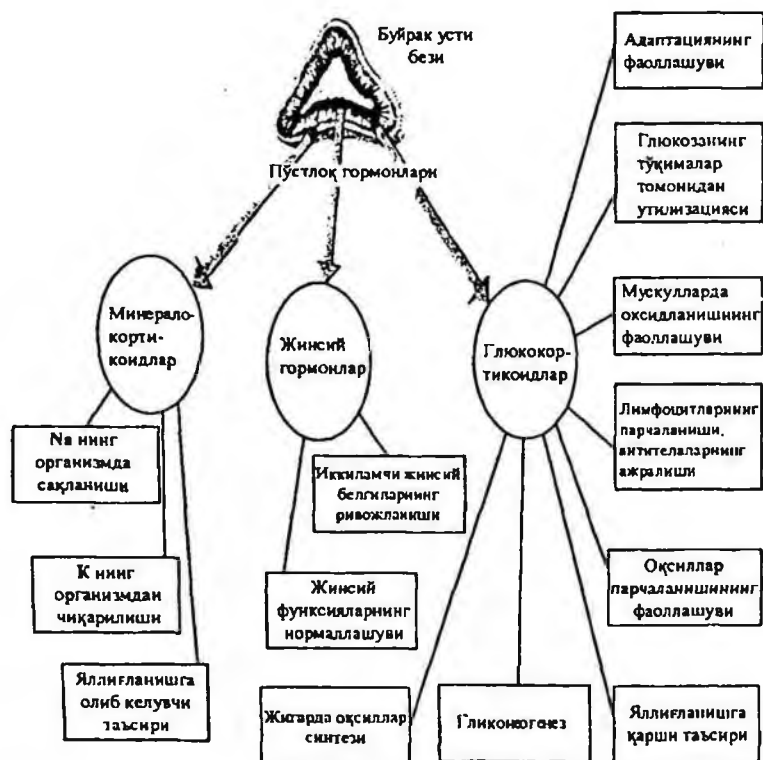 Буйрак усти
бези
Пўстлоқ гормонлари
Минерало-
корти-
коидлар
Жинсий
гормонлар
Глюкокор-
тикоидлар
Na нинг
организмда
сақланиши
К нинг
организмдан
чиқарилиши
Яллиғланишга
олиб келувчи
таъсири
Иккиламчи жинсий
белгиларнинг
ривожланиши
Жинсий
функсияларнинг
нормаллашуви
Адаптациянинг
фаоллашуви
Глюкозанинг
тўқималар
томонидан
утилизацияси
Мускулларда
оксидланишининг
фаоллашуви
Лимфоцитларнинг
парчаланиши,
антителаларнинг
ажралиши
Оқсиллар
парчаланишининг
фаоллашуви
Жигарда оқсиллар
синтези
Гликонеогенез
Яллиғланишга
қарши таъсири